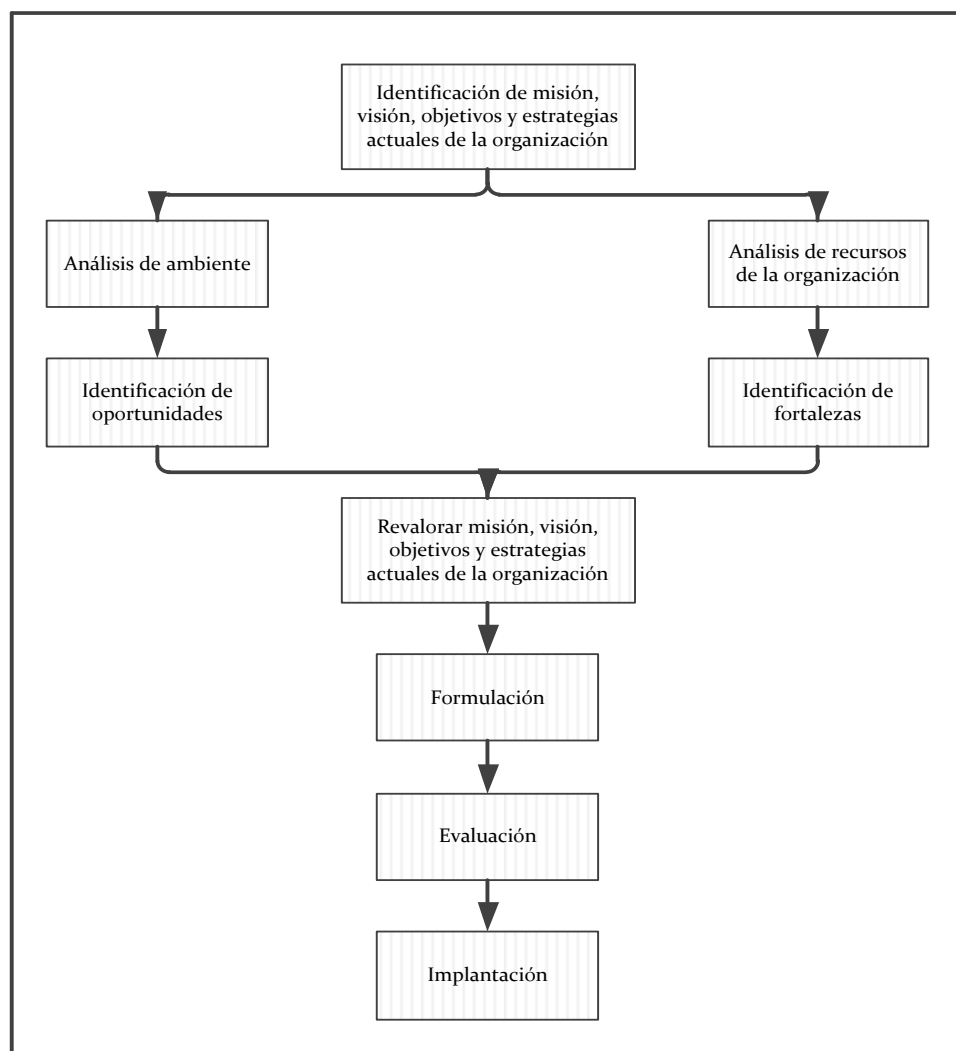 Identificación de misión,
visión, objetivos y estrategias
actuales de la organización
Análisis de ambiente
Análisis de recursos
de la organización
Identificación de
oportunidades
Identificación de
fortalezas
Revalorar misión, visión,
objetivos y estrategias
actuales de la organización
Formulación
Evaluación
Implantación